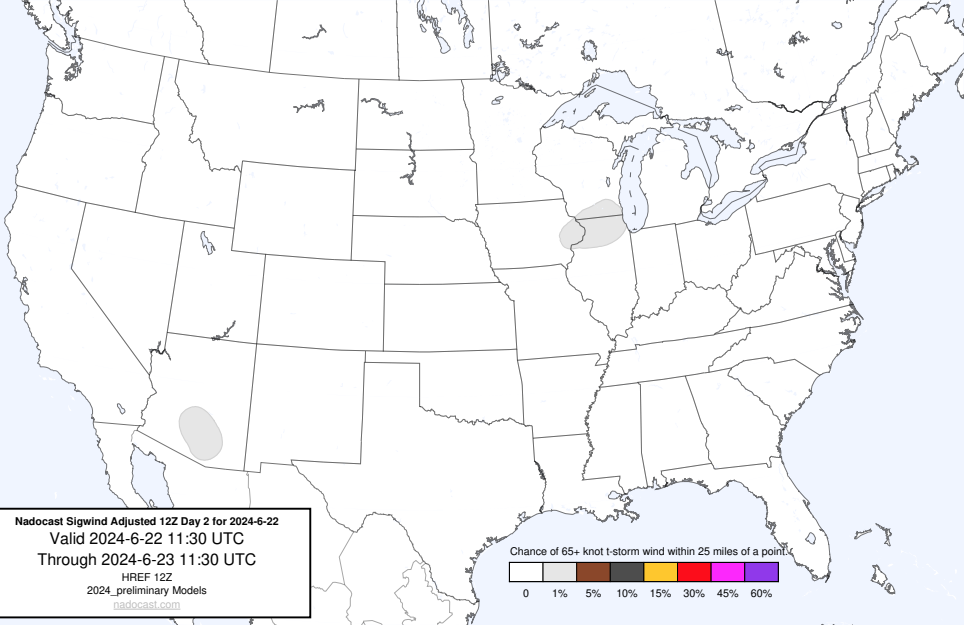 Nadocast Sigwind Adjusted 12Z Day 2 for 2024-6-22
Valid 2024-6-22 11:30 UTC
Through 2024-6-23 11:30 UTC
HREF 12Z
2024_preliminary Models
nadocast.com
Chance of 65+ knot t-storm wind within 25 miles of a point.
0 1% 5% 10% 15% 30% 45% 60%